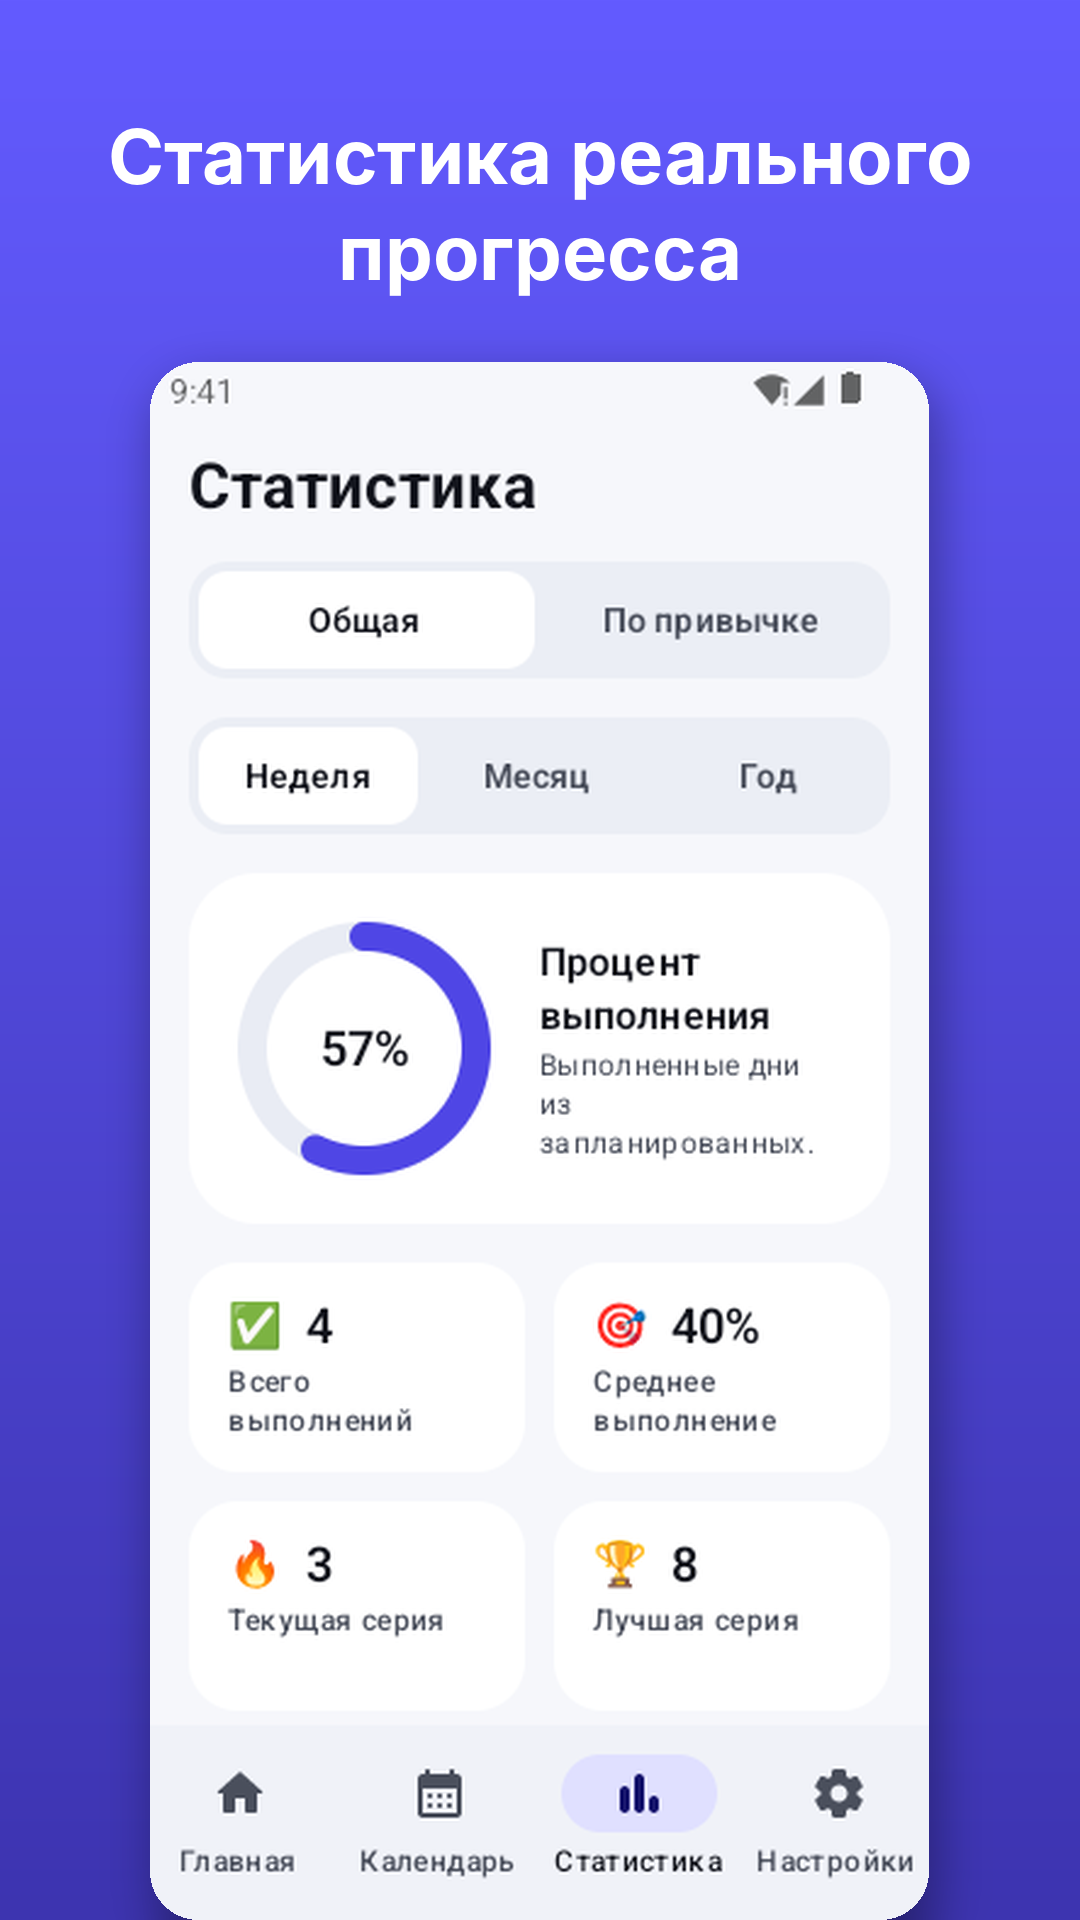 Статистика реального
прогресса
9:41
Статистика
Общая
По привычке
Неделя
Месяц
Год
57%
Процент
выполнения
Выполненные дни
из
запланированных.
4
Всего
выполнений
40%
Среднее
выполнение
3
Текущая серия
8
Лучшая серия
Главная
Календарь
Статистика
Настройки